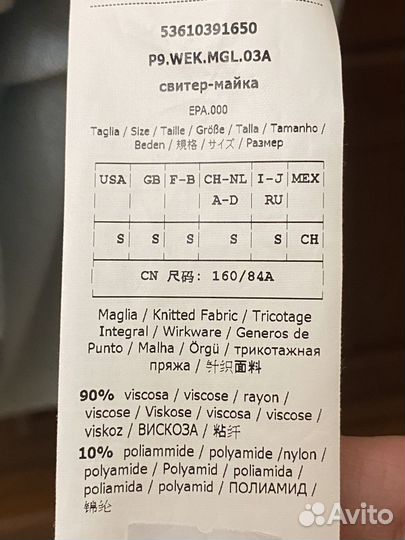 53610391650
P9.WEK.MGL.03A
свитер-майка
EPA.000
Taglia / Size / Taille / Größe / Talla / Tamanho /
Beden / 規格 / サイズ / Размер
USA GB F-B CH-NL I-J MEX
A-D RU
S S S S S CH
CN 尺码: 160/84A
Maglia / Knitted Fabric / Tricotage
Integral / Wirkware / Generos de
Punto / Malha / Örgü / трикотажная
пряжа / 针织面料
90% viscosa / viscose / rayon /
viscose / Viskose / viscosa / viscose /
viskoz / ВИСКОЗА / 粘纤
10% poliammide / polyamide /nylon /
polyamide / Polyamid / poliamida /
poliamida / polyamid / ПОЛИАМИД /
锦纶
Avito